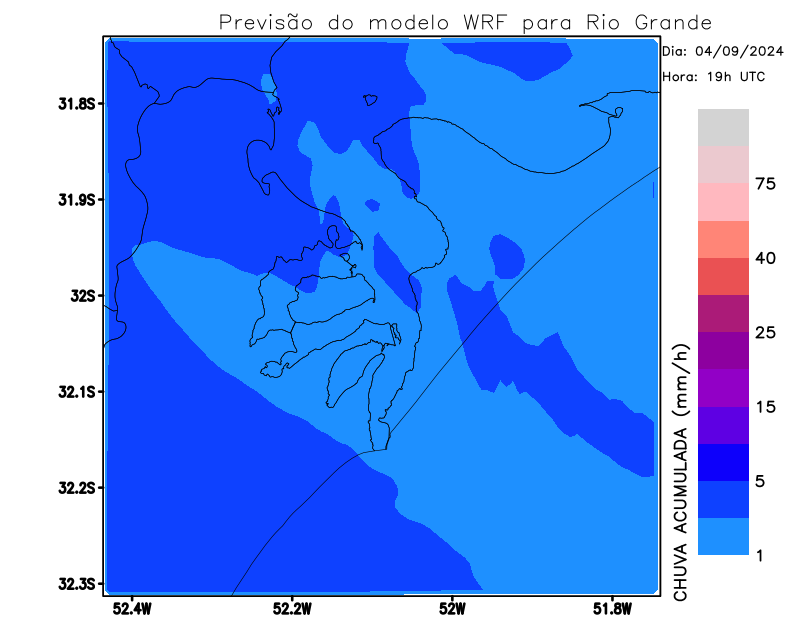 Previsão do modelo WRF para Rio Grande
Dia: 04/09/2024
Hora: 19h UTC
31.8S
31.9S
32S
32.1S
32.2S
32.3S
52.4W
52.2W
52W
51.8W
75
40
25
15
5
1
CHUVA ACUMULADA (mm/h)